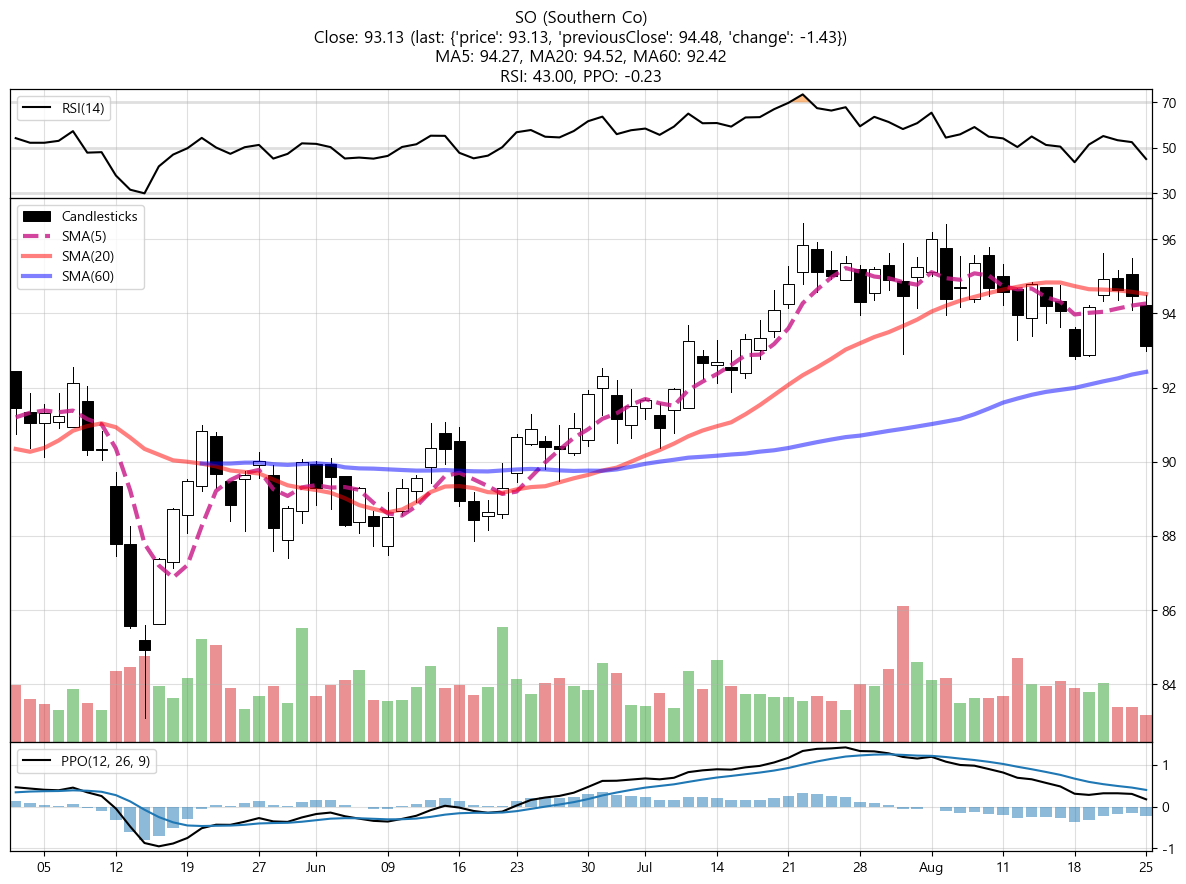 SO (Southern Co)
Close: 93.13 (last: {'price': 93.13, 'previousClose': 94.48, 'change': -1.43})
MA5: 94.27, MA20: 94.52, MA60: 92.42
RSI: 43.00, PPO: -0.23
RSI(14)
70
50
30
Candlesticks
SMA(5)
SMA(20)
SMA(60)
96
94
92
90
88
86
84
PPO(12, 26, 9)
1
0
-1
05 12 19 27 Jun 09 16 23 30 Jul 14 21 28 Aug 11 18 25